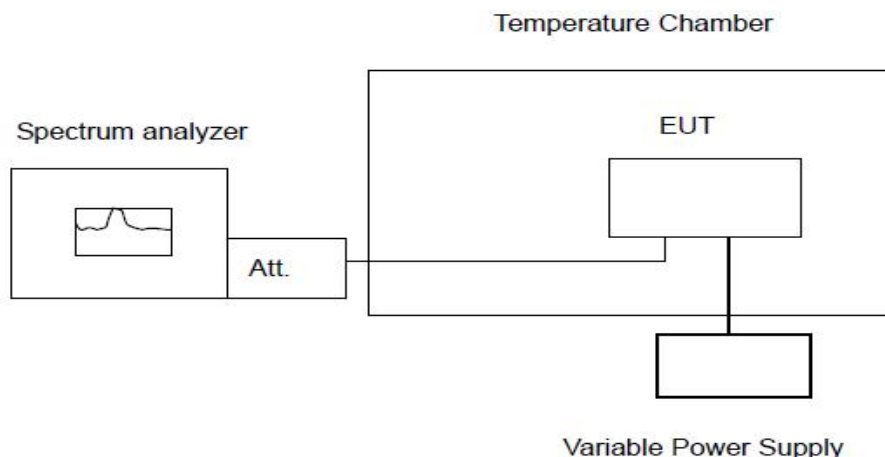 Temperature Chamber
Spectrum analyzer
EUT
Att.
Variable Power Supply